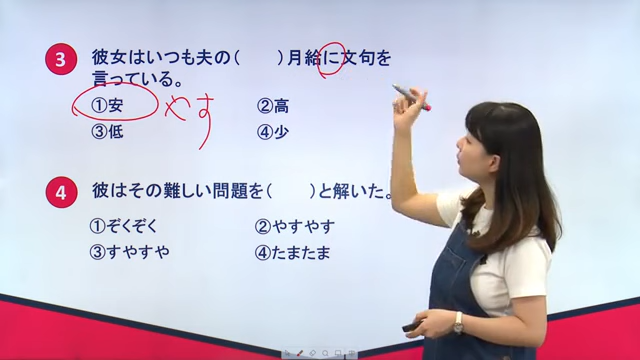 3 彼女はいつも夫の(　　)月給に文句を
言っている。
①安 やす ②高
③低 ④少
4 彼はその難しい問題を(　　)と解いた。
①ぞくぞく ②やすやす
③すやすや ④たまたま